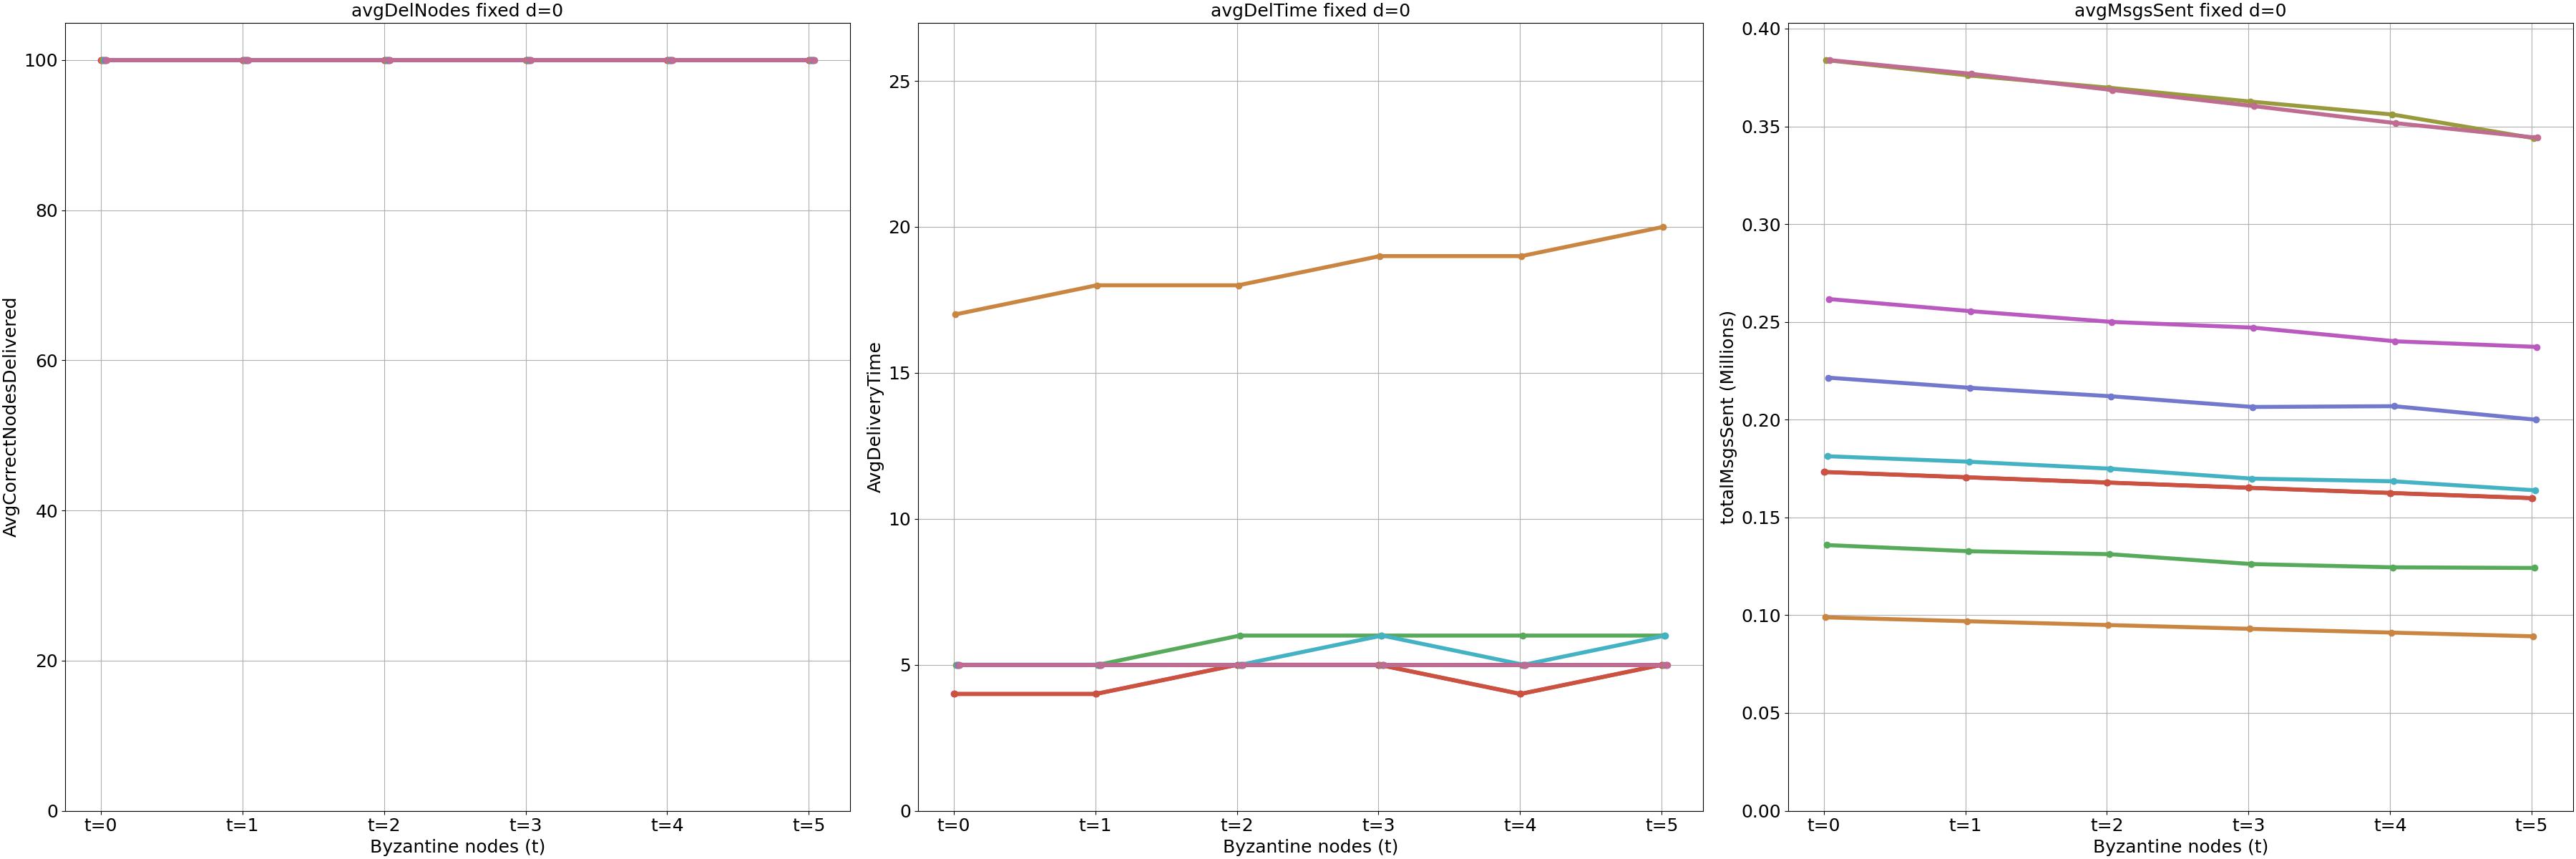 avgDelNodes fixed d=0
AvgCorrectNodesDelivered
100
80
60
40
20
0
t=0 t=1 t=2 t=3 t=4 t=5
Byzantine nodes (t)
avgDelTime fixed d=0
AvgDeliveryTime
25
20
15
10
5
0
t=0 t=1 t=2 t=3 t=4 t=5
Byzantine nodes (t)
avgMsgsSent fixed d=0
totalMsgsSent (Millions)
0.40
0.35
0.30
0.25
0.20
0.15
0.10
0.05
0.00
t=0 t=1 t=2 t=3 t=4 t=5
Byzantine nodes (t)